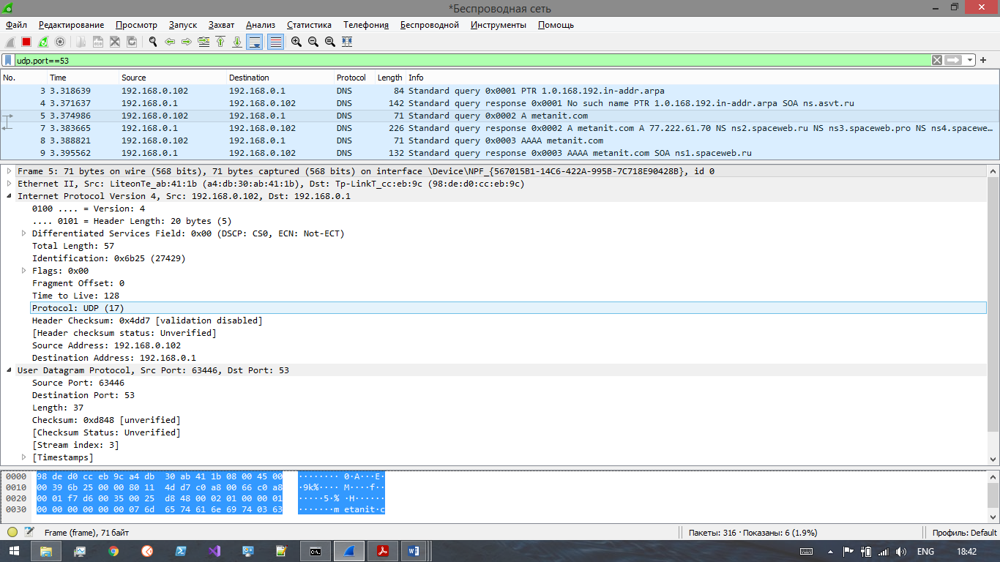 *Беспроводная сеть
Файл Редактирование Просмотр Запуск Захват Анализ Статистика Телефония Беспроводной Инструменты Помощь
udp.port==53
No. Time Source Destination Protocol Length Info
3 3.318639 192.168.0.102 192.168.0.1 DNS 84 Standard query 0x0001 PTR 1.0.168.192.in-addr.arpa
4 3.371637 192.168.0.1 192.168.0.102 DNS 142 Standard query response 0x0001 No such name PTR 1.0.168.192.in-addr.arpa SOA ns.asvt.ru
5 3.374986 192.168.0.102 192.168.0.1 DNS 71 Standard query 0x0002 A metanit.com
7 3.383665 192.168.0.1 192.168.0.102 DNS 226 Standard query response 0x0002 A metanit.com A 77.222.61.70 NS ns2.spaceweb.ru NS ns3.spaceweb.pro NS ns4.spacewe…
8 3.388821 192.168.0.102 192.168.0.1 DNS 71 Standard query 0x0003 AAAA metanit.com
9 3.395562 192.168.0.1 192.168.0.102 DNS 132 Standard query response 0x0003 AAAA metanit.com SOA ns1.spaceweb.ru
Frame 5: 71 bytes on wire (568 bits), 71 bytes captured (568 bits) on interface \Device\NPF_{567015B1-14C6-422A-995B-7C718E90428B}, id 0
Ethernet II, Src: LiteonTe_ab:41:1b (a4:db:30:ab:41:1b), Dst: Tp-LinkT_cc:eb:9c (98:de:d0:cc:eb:9c)
Internet Protocol Version 4, Src: 192.168.0.102, Dst: 192.168.0.1
0100 .... = Version: 4
.... 0101 = Header Length: 20 bytes (5)
Differentiated Services Field: 0x00 (DSCP: CS0, ECN: Not-ECT)
Total Length: 57
Identification: 0x6b25 (27429)
Flags: 0x00
Fragment Offset: 0
Time to Live: 128
Protocol: UDP (17)
Header Checksum: 0x4dd7 [validation disabled]
[Header checksum status: Unverified]
Source Address: 192.168.0.102
Destination Address: 192.168.0.1
User Datagram Protocol, Src Port: 63446, Dst Port: 53
Source Port: 63446
Destination Port: 53
Length: 37
Checksum: 0xd848 [unverified]
[Checksum Status: Unverified]
[Stream index: 3]
[Timestamps]
0000 98 de d0 cc eb 9c a4 db 30 ab 41 1b 08 00 45 00 ········ 0·A···E·
0010 00 39 6b 25 00 00 80 11 4d d7 c0 a8 00 66 c0 a8 ·9k%···· M····f··
0020 00 01 f7 d6 00 35 00 25 d8 48 00 02 01 00 00 01 ·····5·% ·H······
0030 00 00 00 00 00 00 07 6d 65 74 61 6e 69 74 03 63 ·······m etanit·c
Frame (frame), 71 байт Пакеты: 316 · Показаны: 6 (1.9%) Профиль: Default
ENG 18:42